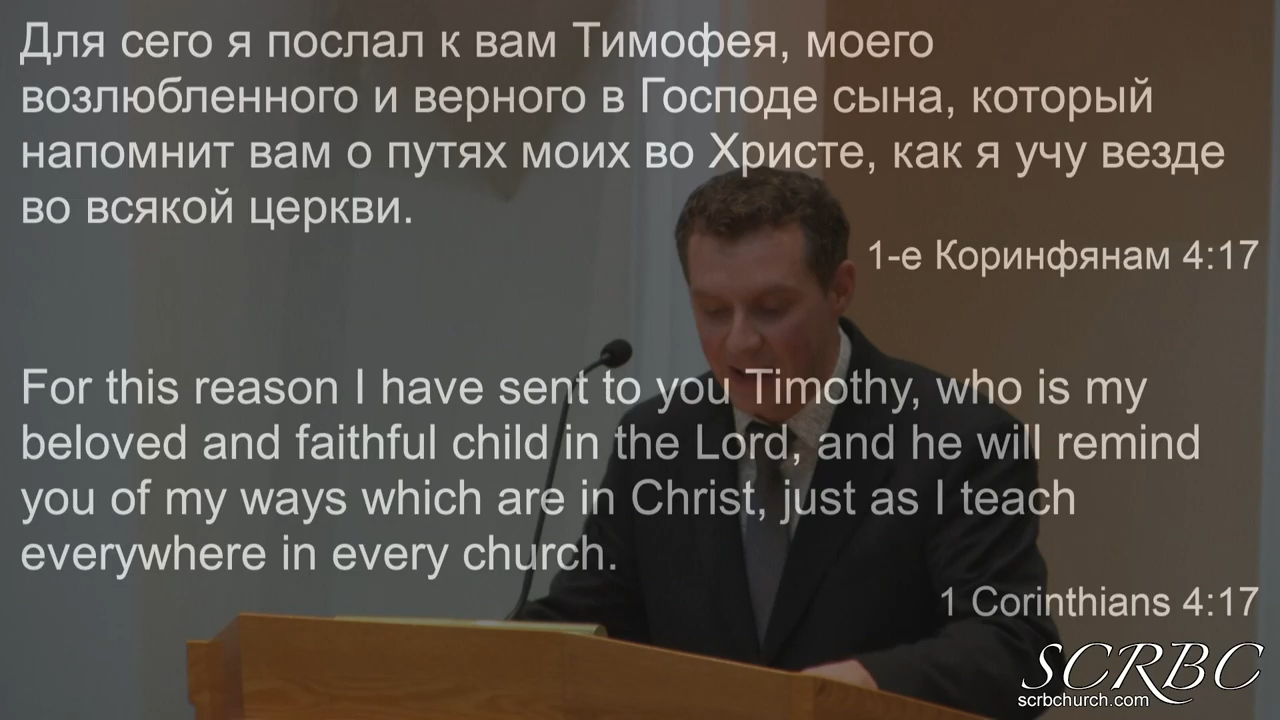 Для сего я послал к вам Тимофея, моего
возлюбленного и верного в Господе сына, который
напомнит вам о путях моих во Христе, как я учу везде
во всякой церкви.
1-е Коринфянам 4:17
For this reason I have sent to you Timothy, who is my
beloved and faithful child in the Lord, and he will remind
you of my ways which are in Christ, just as I teach
everywhere in every church.
1 Corinthians 4:17
SCRBC
scrbchurch.com